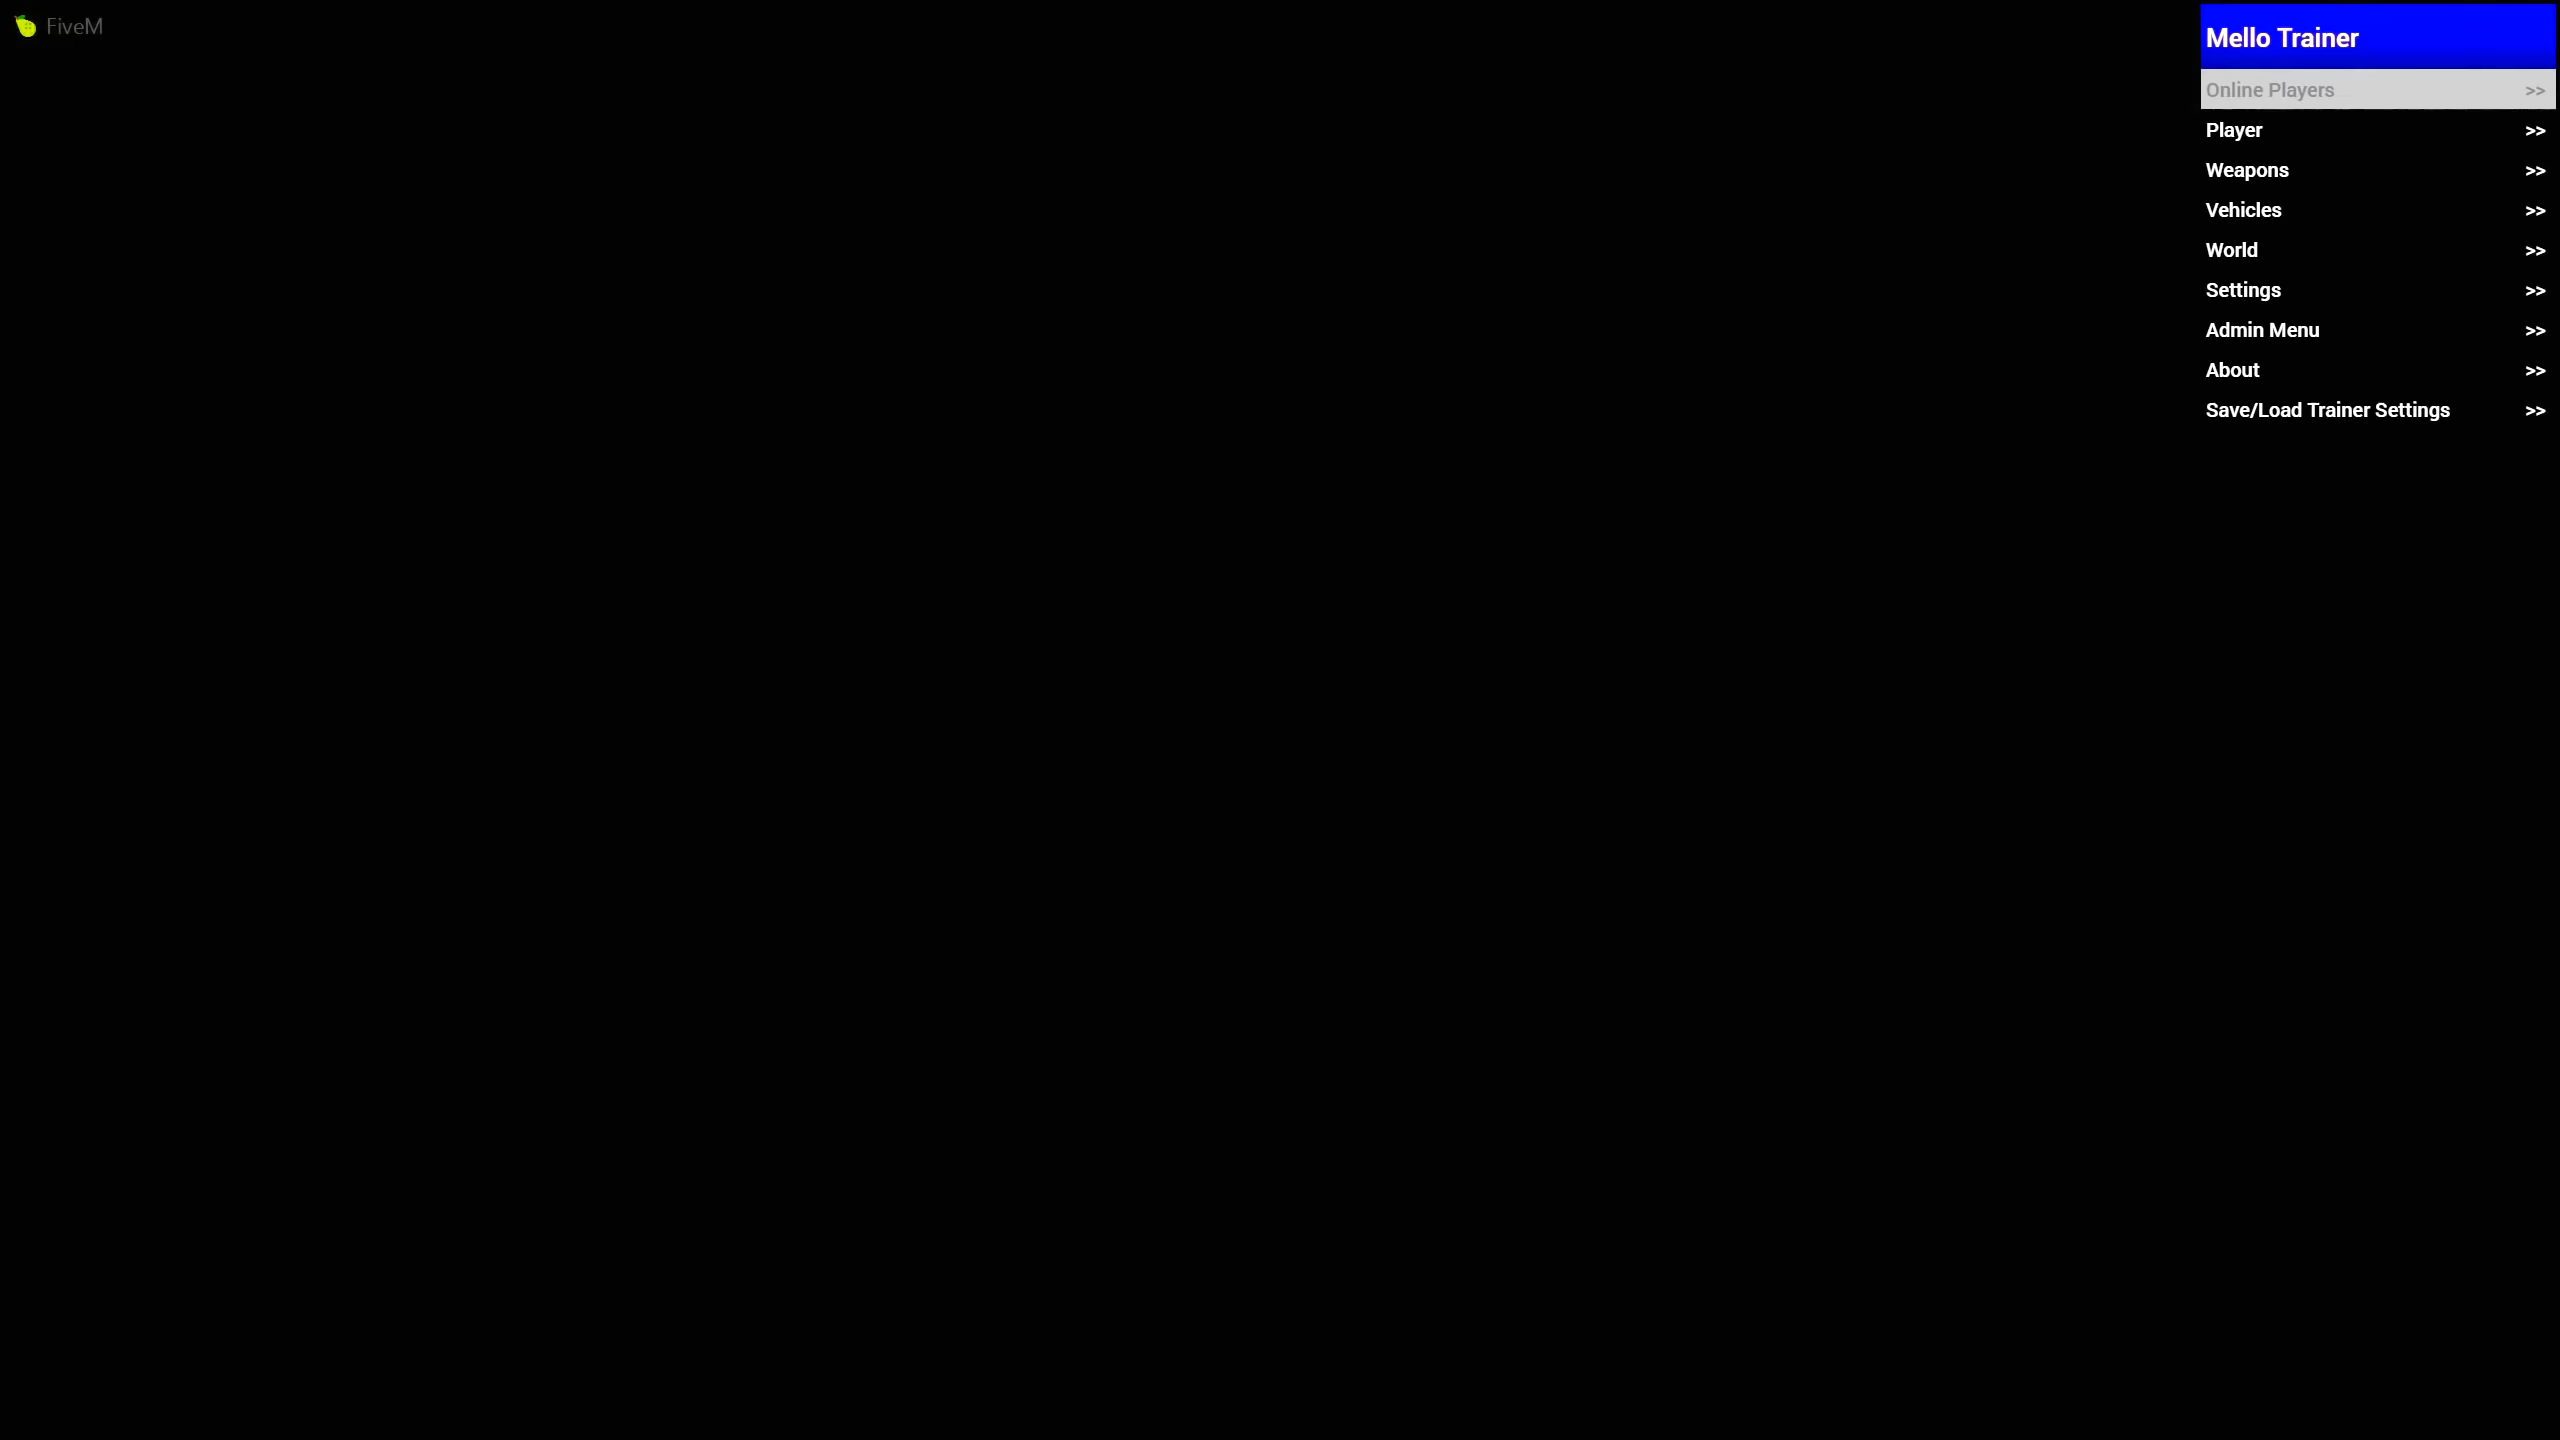 FiveM
Mello Trainer
Online Players >>
Player >>
Weapons >>
Vehicles >>
World >>
Settings >>
Admin Menu >>
About >>
Save/Load Trainer Settings >>